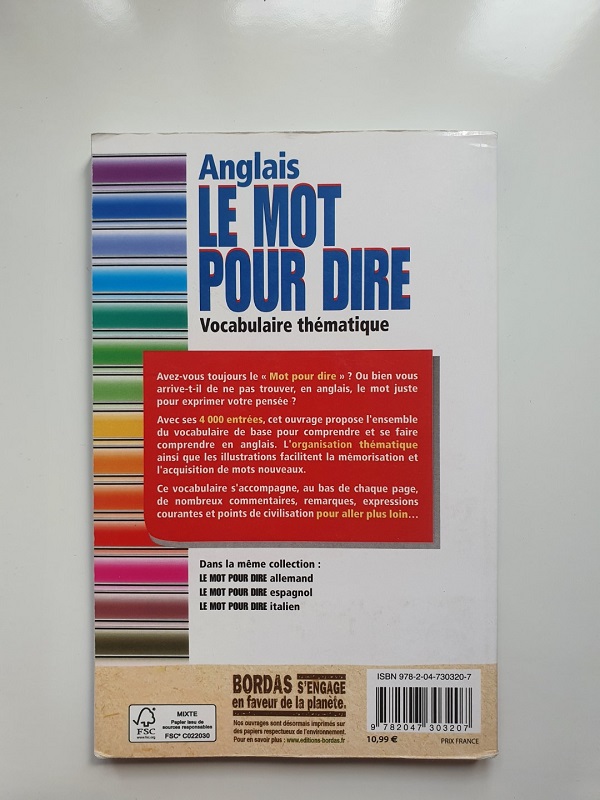 Anglais
LE MOT
POUR DIRE
Vocabulaire thématique
Avez-vous toujours le « Mot pour dire » ? Ou bien vous
arrive-t-il de ne pas trouver, en anglais, le mot juste
pour exprimer votre pensée ?
Avec ses 4 000 entrées, cet ouvrage propose l'ensemble
du vocabulaire de base pour comprendre et se faire
comprendre en anglais. L'organisation thématique
ainsi que les illustrations facilitent la mémorisation et
l'acquisition de mots nouveaux.
Ce vocabulaire s'accompagne, au bas de chaque page,
de nombreux commentaires, remarques, expressions
courantes et points de civilisation pour aller plus loin...
Dans la même collection :
LE MOT POUR DIRE allemand
LE MOT POUR DIRE espagnol
LE MOT POUR DIRE italien
FSC
www.fsc.org
MIXTE
Papier issu de
sources responsables
FSC® C022030
BORDAS S'ENGAGE
en faveur de la planète.
Nos ouvrages sont désormais imprimés sur
des papiers respectueux de l'environnement.
Pour en savoir plus : www.editions-bordas.fr
ISBN 978-2-04-730320-7
9 782047 303207
10,99 € PRIX FRANCE